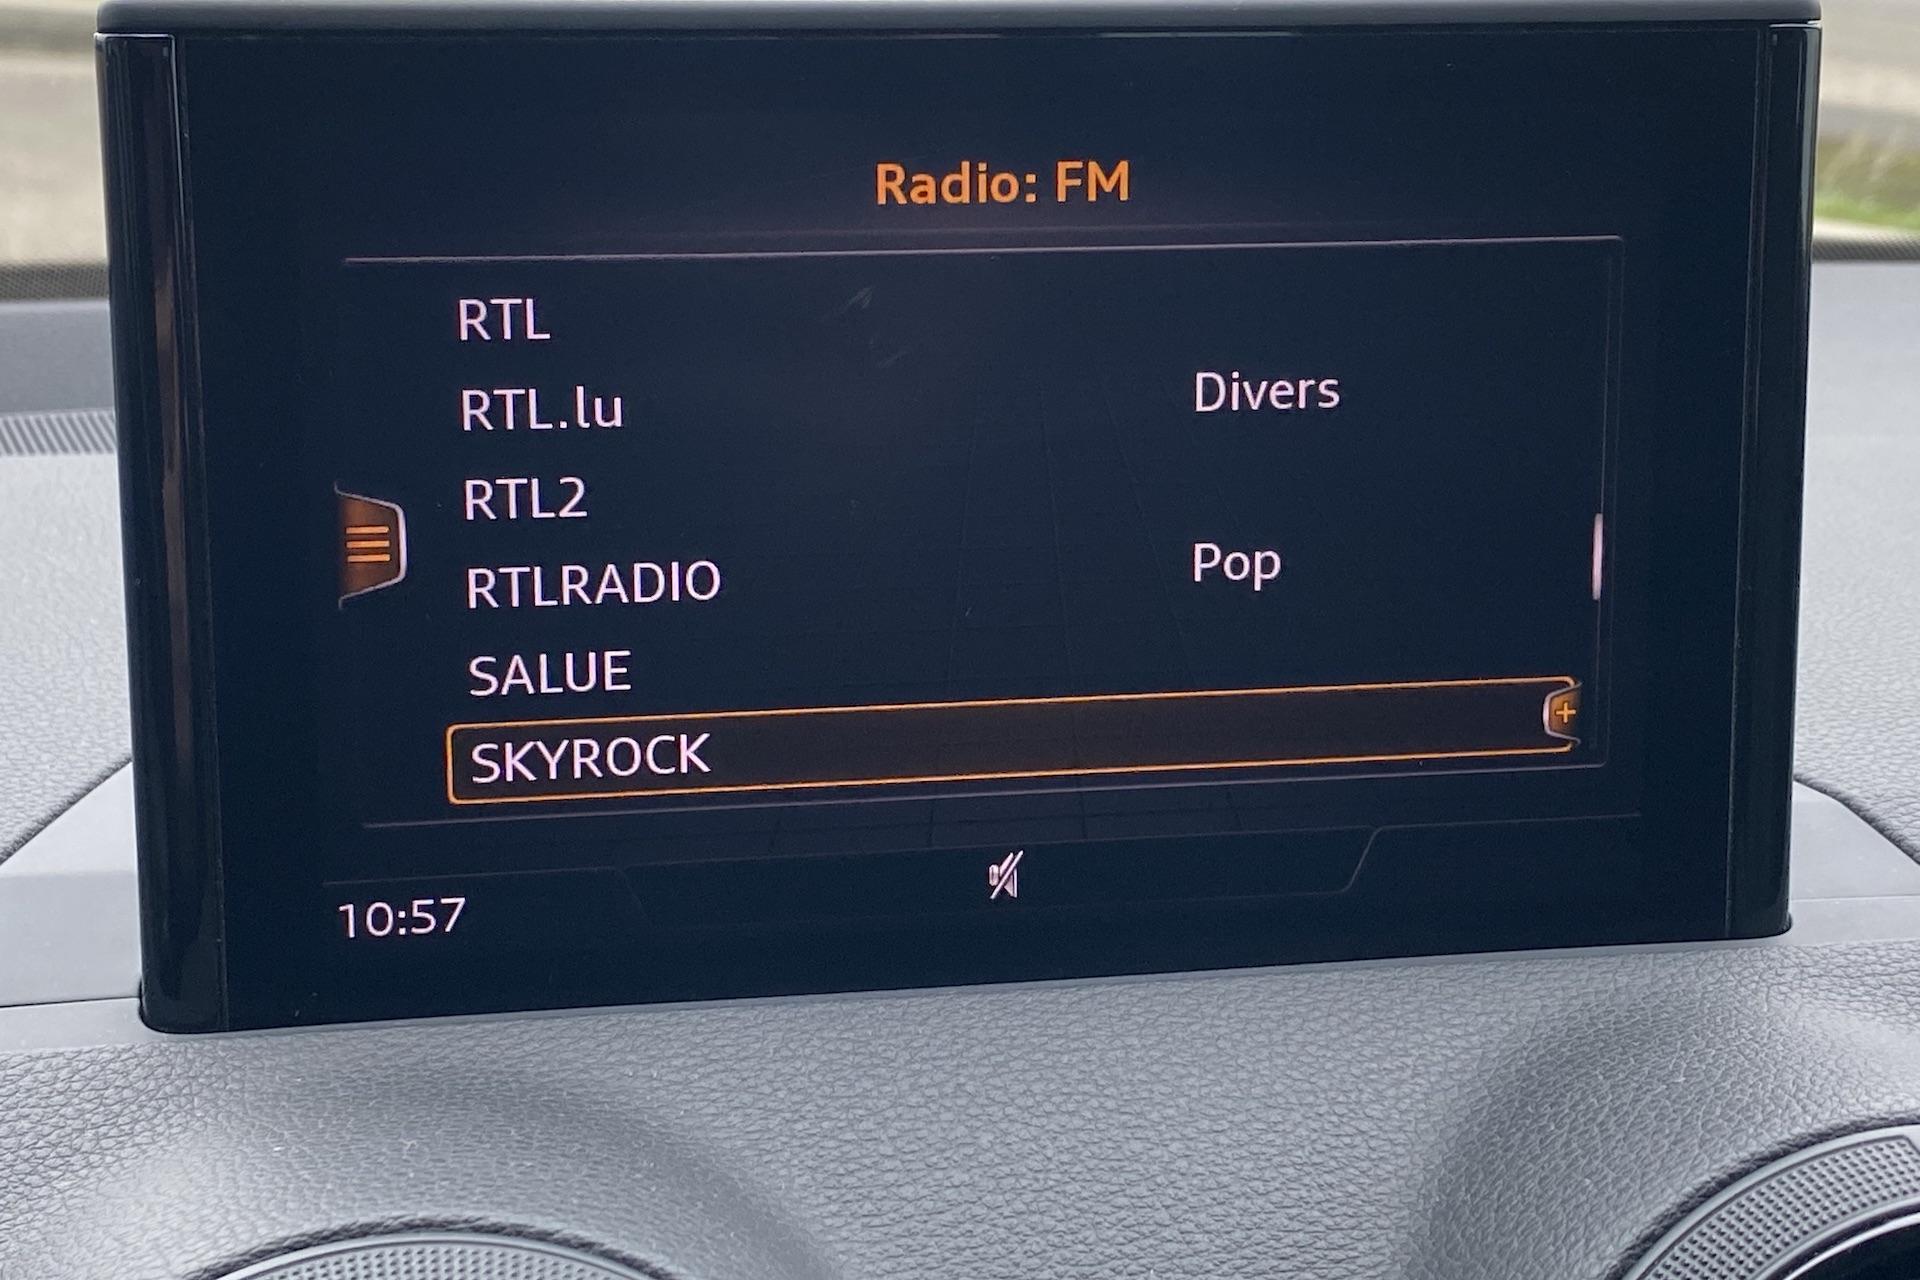 Radio: FM
RTL
RTL.lu Divers
RTL2
RTLRADIO Pop
SALUE
SKYROCK +
10:57